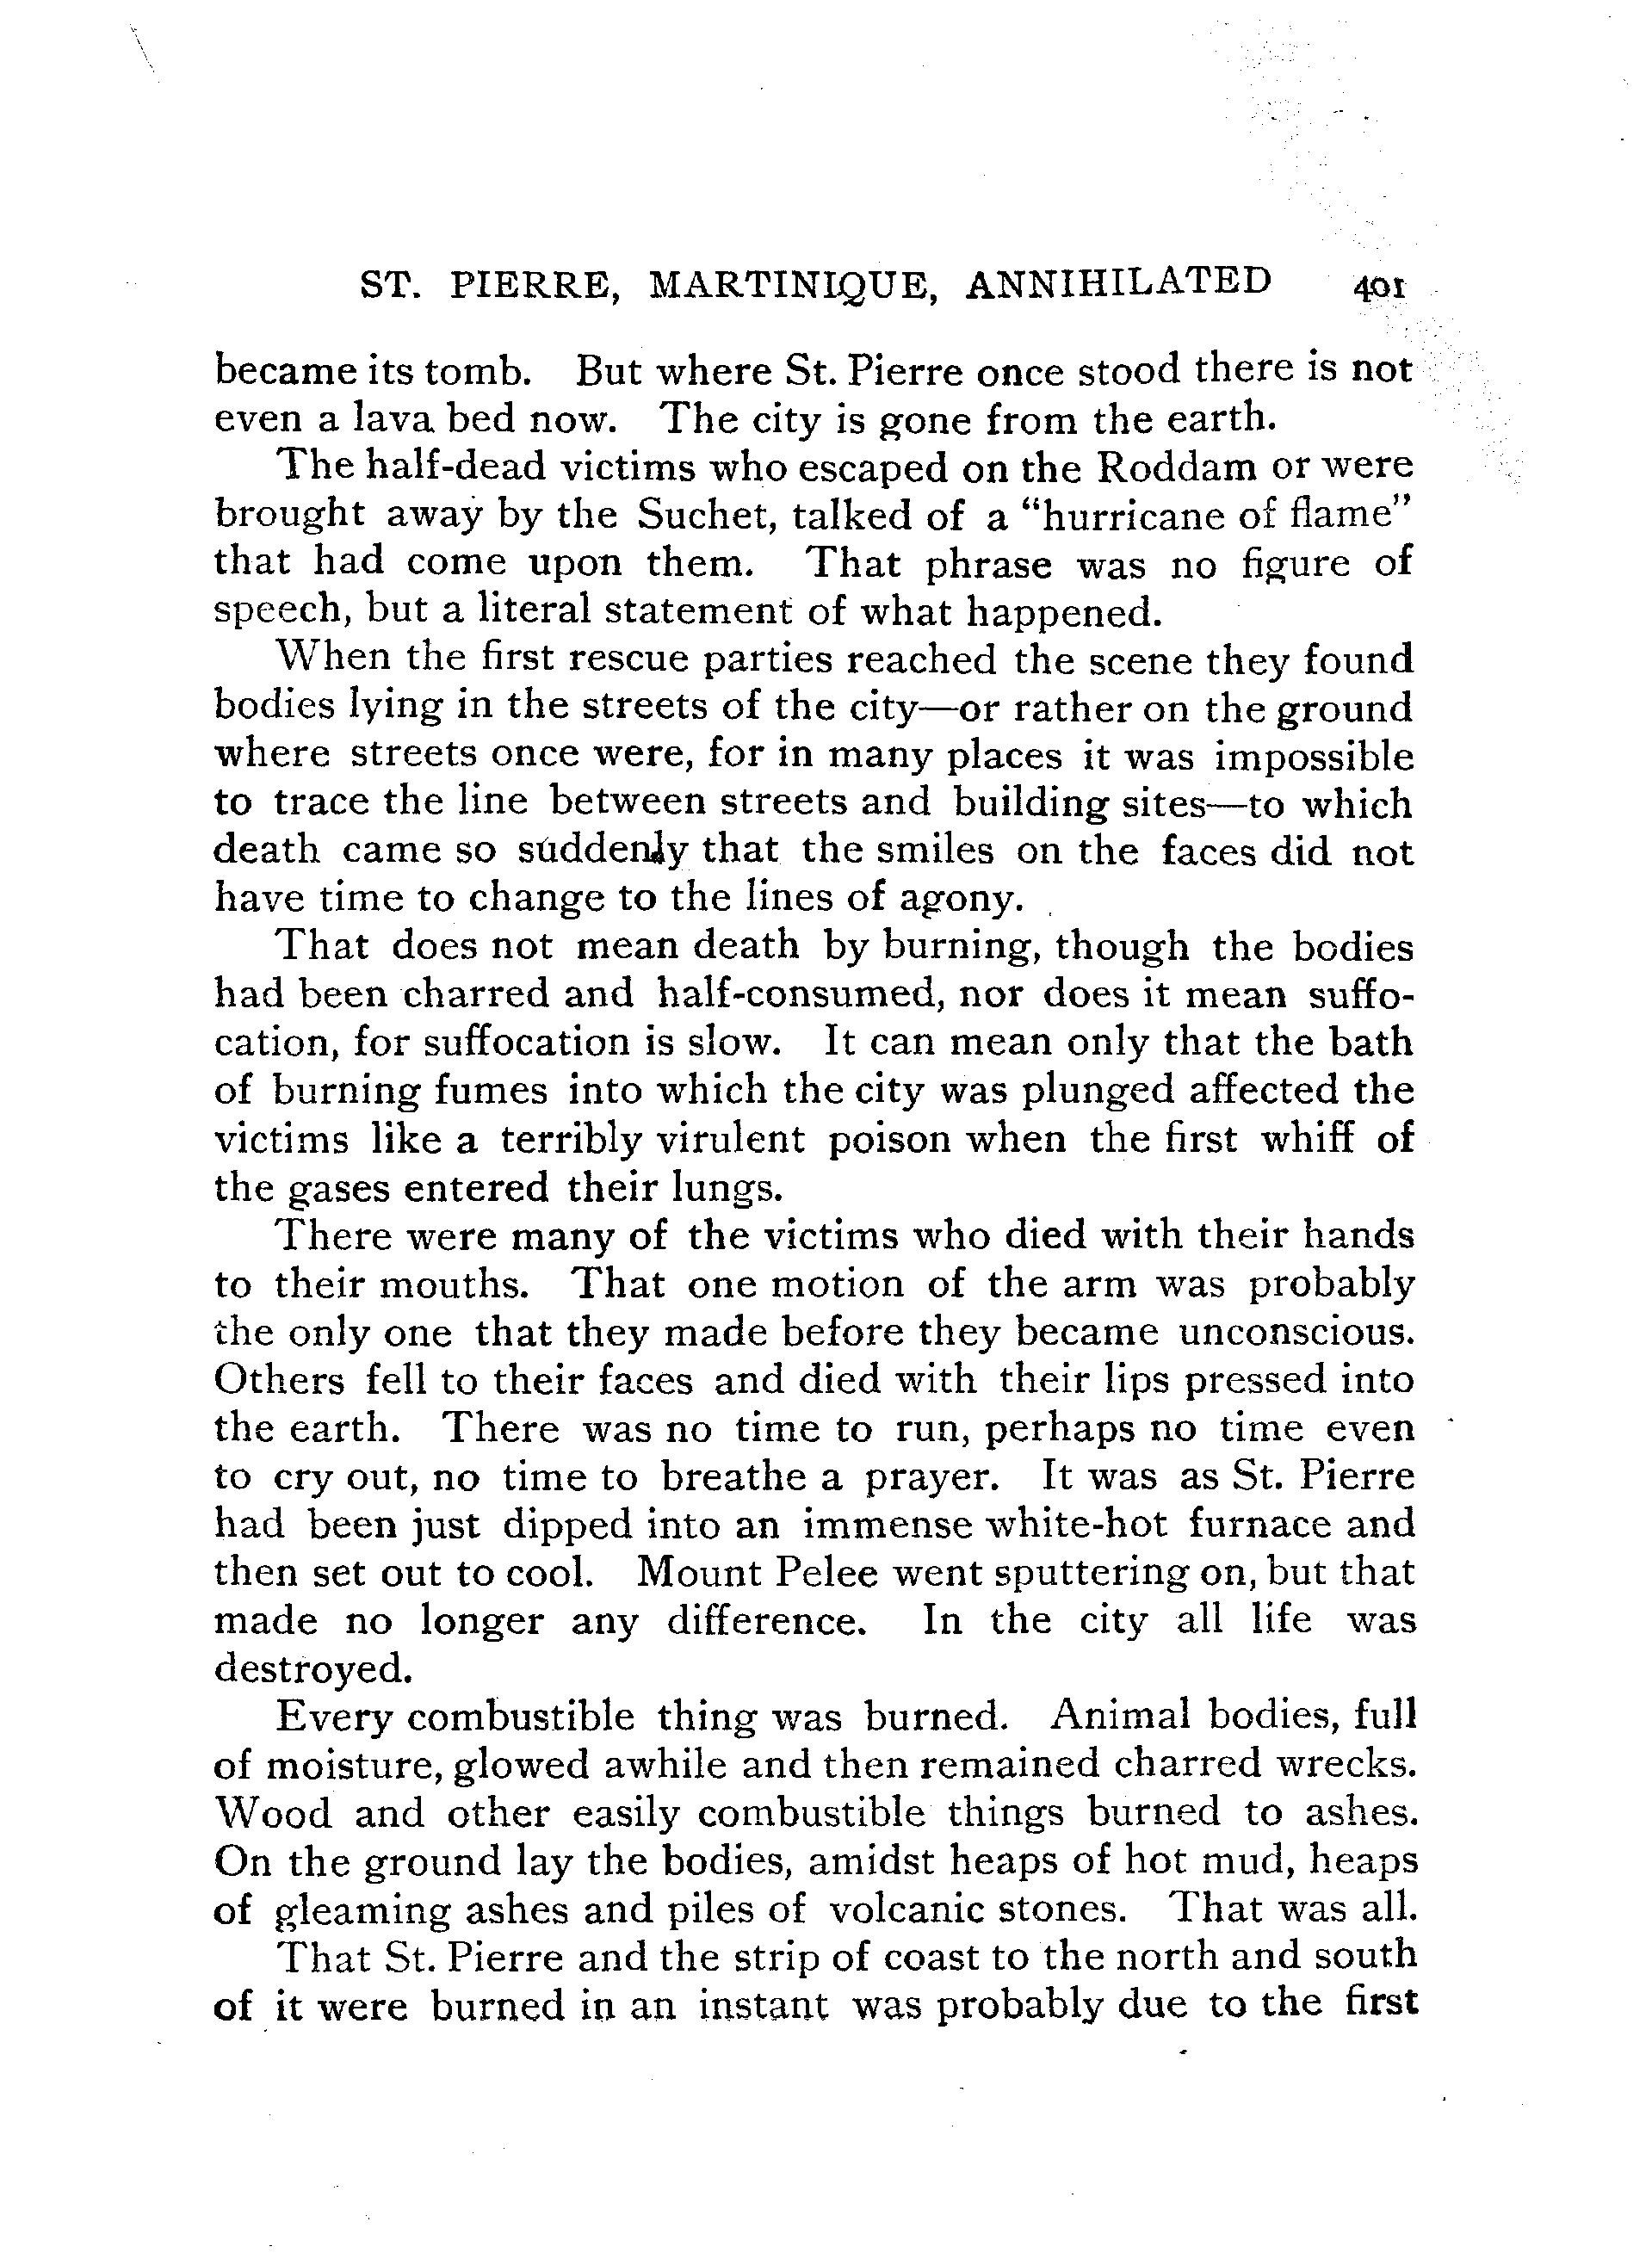 ST. PIERRE, MARTINIQUE, ANNIHILATED 401
became its tomb. But where St. Pierre once stood there is not
even a lava bed now. The city is gone from the earth.
The half-dead victims who escaped on the Roddam or were
brought away by the Suchet, talked of a "hurricane of flame"
that had come upon them. That phrase was no figure of
speech, but a literal statement of what happened.
When the first rescue parties reached the scene they found
bodies lying in the streets of the city—or rather on the ground
where streets once were, for in many places it was impossible
to trace the line between streets and building sites—to which
death came so suddenly that the smiles on the faces did not
have time to change to the lines of agony.
That does not mean death by burning, though the bodies
had been charred and half-consumed, nor does it mean suffo-
cation, for suffocation is slow. It can mean only that the bath
of burning fumes into which the city was plunged affected the
victims like a terribly virulent poison when the first whiff of
the gases entered their lungs.
There were many of the victims who died with their hands
to their mouths. That one motion of the arm was probably
the only one that they made before they became unconscious.
Others fell to their faces and died with their lips pressed into
the earth. There was no time to run, perhaps no time even
to cry out, no time to breathe a prayer. It was as St. Pierre
had been just dipped into an immense white-hot furnace and
then set out to cool. Mount Pelee went sputtering on, but that
made no longer any difference. In the city all life was
destroyed.
Every combustible thing was burned. Animal bodies, full
of moisture, glowed awhile and then remained charred wrecks.
Wood and other easily combustible things burned to ashes.
On the ground lay the bodies, amidst heaps of hot mud, heaps
of gleaming ashes and piles of volcanic stones. That was all.
That St. Pierre and the strip of coast to the north and south
of it were burned in an instant was probably due to the first